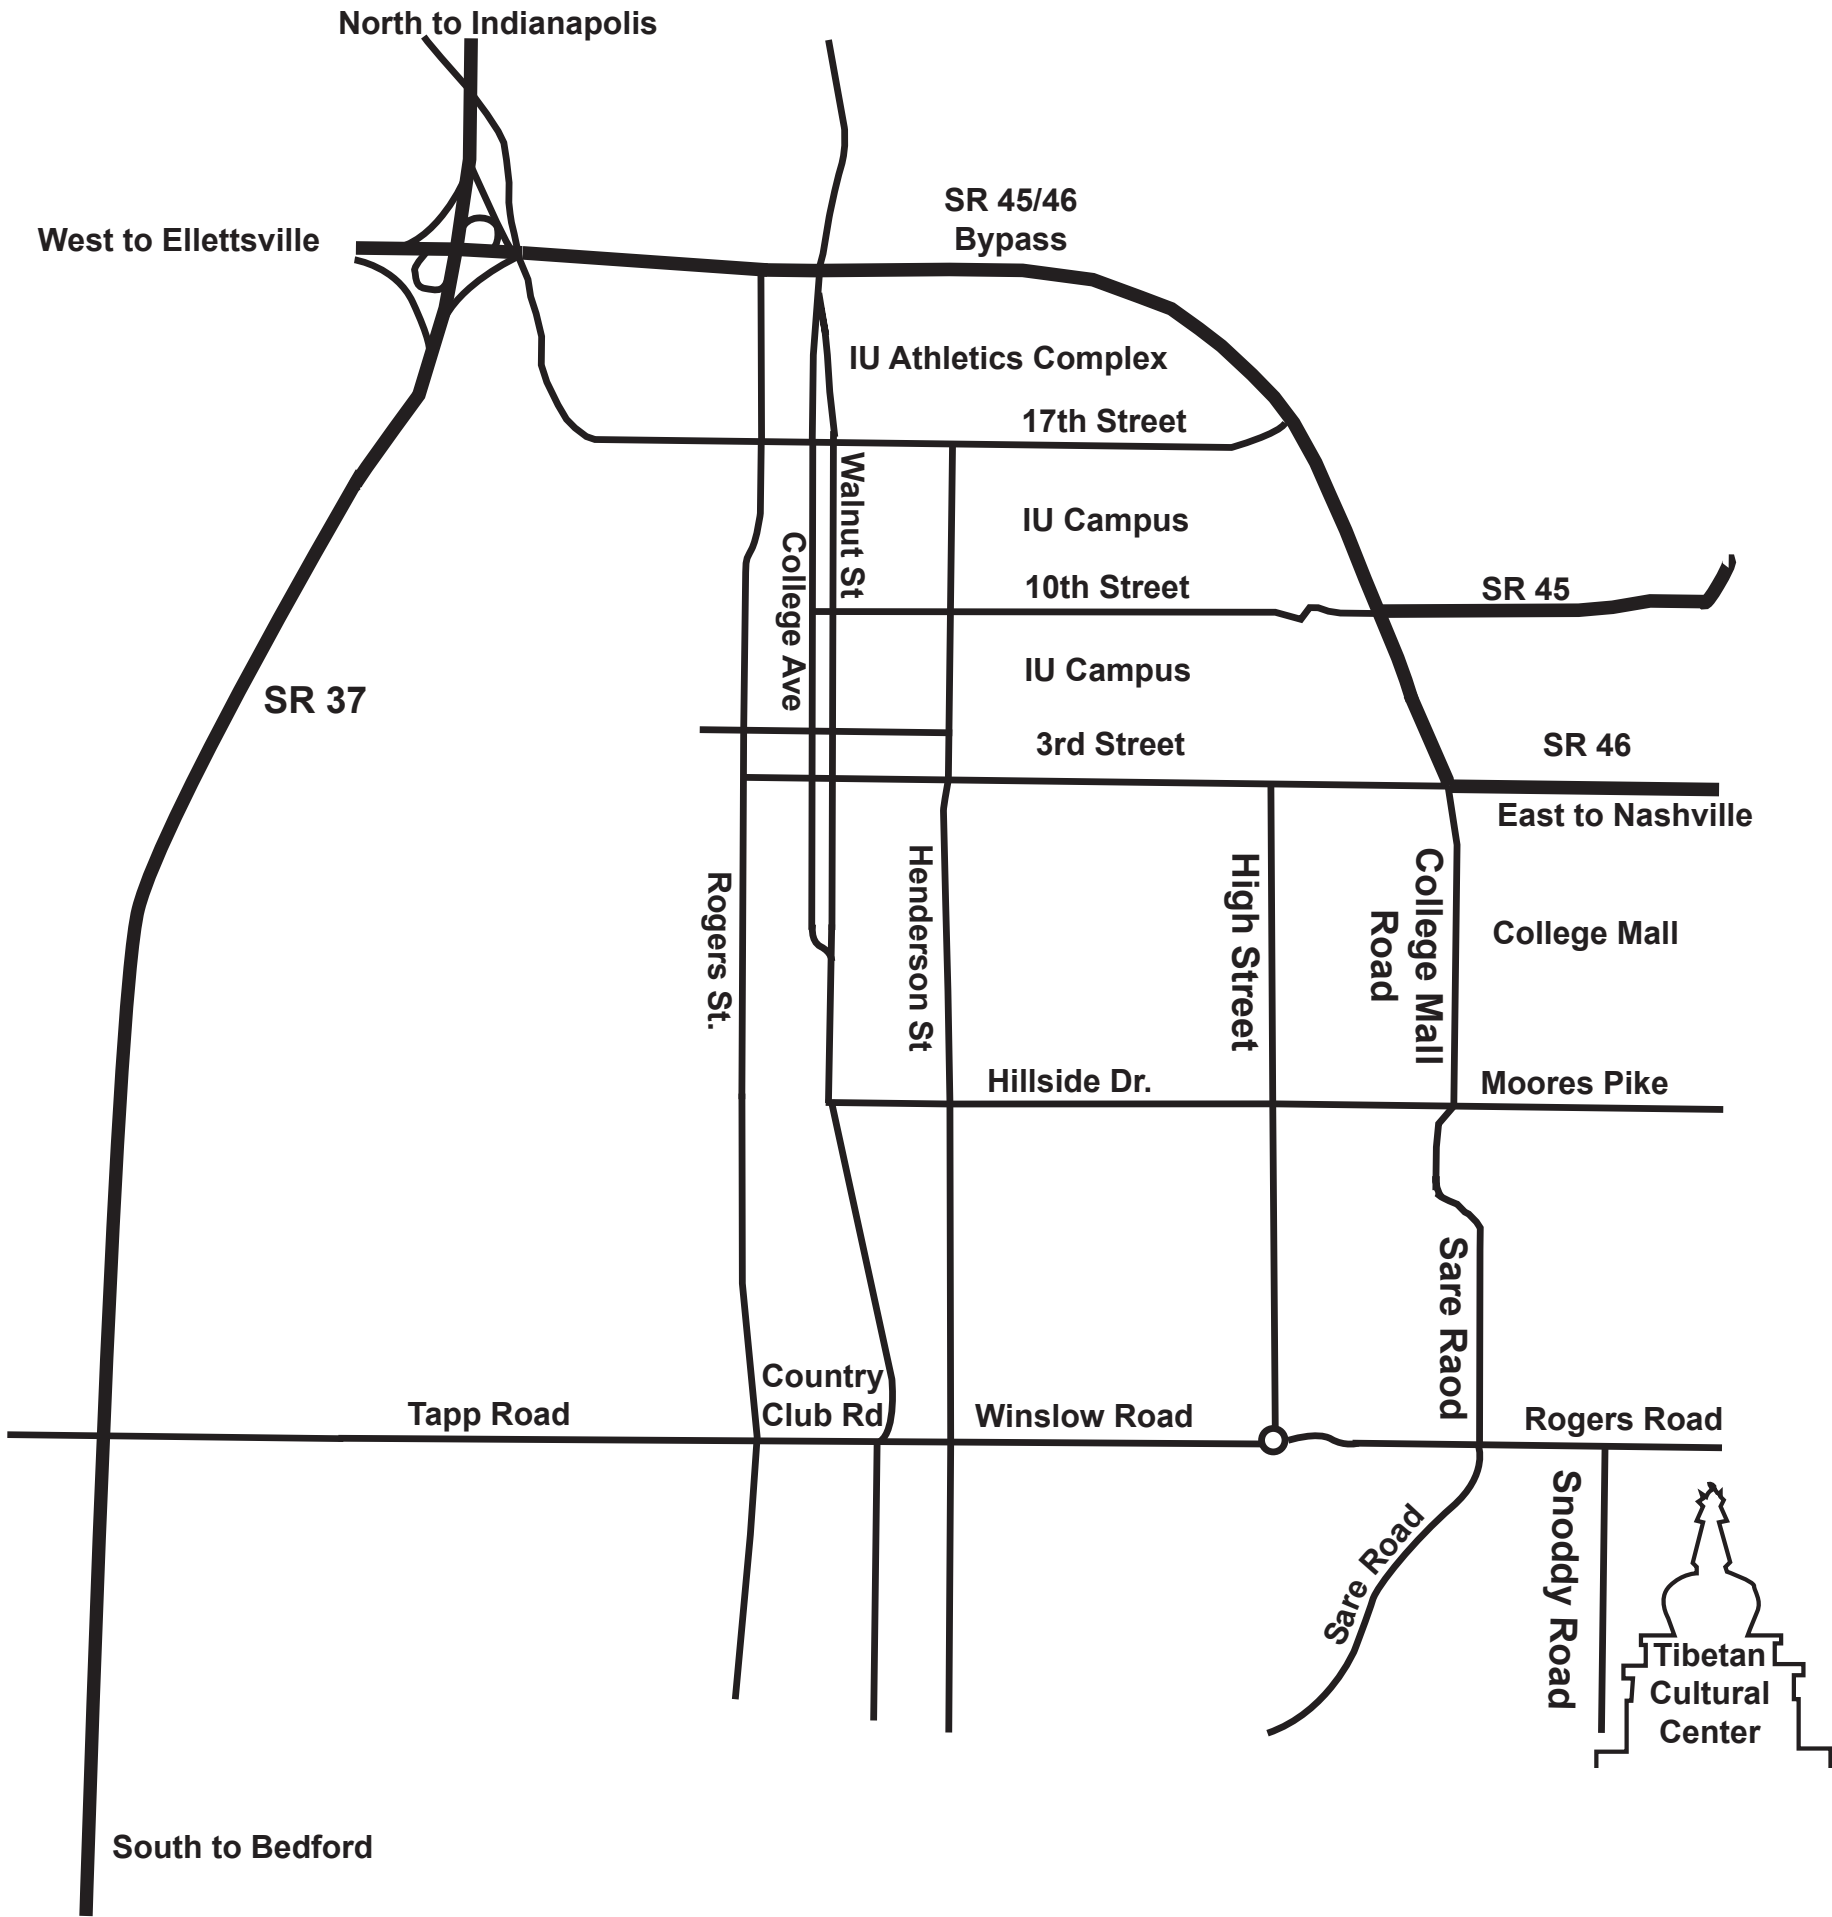 North to Indianapolis
SR 45/46
Bypass
West to Ellettsville
IU Athletics Complex
17th Street
Walnut St
IU Campus
College Ave
10th Street
SR 45
IU Campus
SR 37
3rd Street
SR 46
East to Nashville
Rogers St.
Henderson St
High Street
College Mall
Road
College Mall
Hillside Dr.
Moores Pike
Sare Raod
Country
Club Rd
Tapp Road
Winslow Road
Rogers Road
Sare Road
Snoddy Road
Tibetan
Cultural
Center
South to Bedford